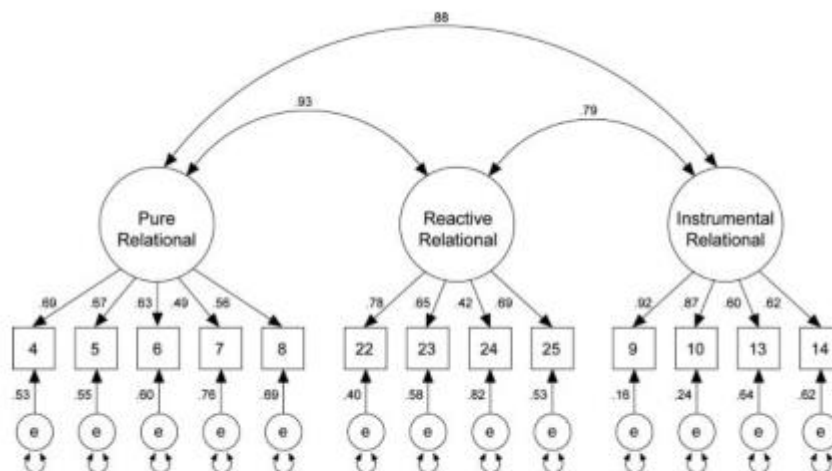 .88
.93
.79
Pure
Relational
Reactive
Relational
Instrumental
Relational
.69 .67 .63 .49 .56
.78 .65 .42 .69
.92 .87 .60 .62
4 5 6 7 8
22 23 24 25
9 10 13 14
.53 .55 .60 .76 .69
.40 .58 .82 .53
.16 .24 .64 .62
e e e e e
e e e e
e e e e